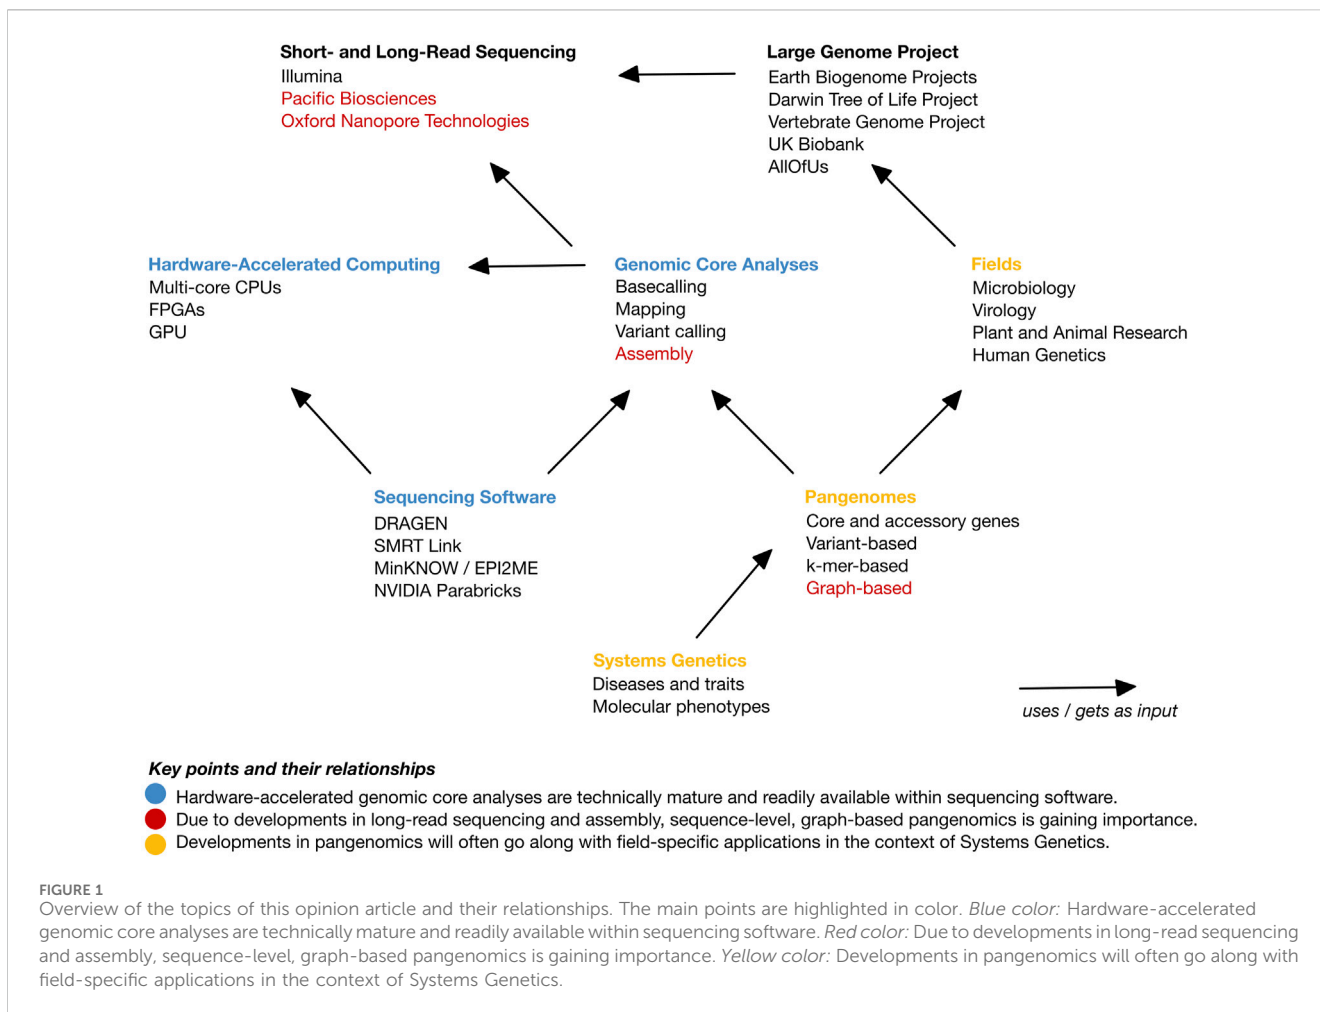 Short- and Long-Read Sequencing
Illumina
Pacific Biosciences
Oxford Nanopore Technologies
Large Genome Project
Earth Biogenome Projects
Darwin Tree of Life Project
Vertebrate Genome Project
UK Biobank
AllOfUs
Hardware-Accelerated Computing
Multi-core CPUs
FPGAs
GPU
Genomic Core Analyses
Basecalling
Mapping
Variant calling
Assembly
Fields
Microbiology
Virology
Plant and Animal Research
Human Genetics
Sequencing Software
DRAGEN
SMRT Link
MinKNOW / EPI2ME
NVIDIA Parabricks
Pangenomes
Core and accessory genes
Variant-based
k-mer-based
Graph-based
Systems Genetics
Diseases and traits
Molecular phenotypes
uses / gets as input
Key points and their relationships
Hardware-accelerated genomic core analyses are technically mature and readily available within sequencing software.
Due to developments in long-read sequencing and assembly, sequence-level, graph-based pangenomics is gaining importance.
Developments in pangenomics will often go along with field-specific applications in the context of Systems Genetics.
FIGURE 1
Overview of the topics of this opinion article and their relationships. The main points are highlighted in color. Blue color: Hardware-accelerated
genomic core analyses are technically mature and readily available within sequencing software. Red color: Due to developments in long-read sequencing
and assembly, sequence-level, graph-based pangenomics is gaining importance. Yellow color: Developments in pangenomics will often go along with
field-specific applications in the context of Systems Genetics.